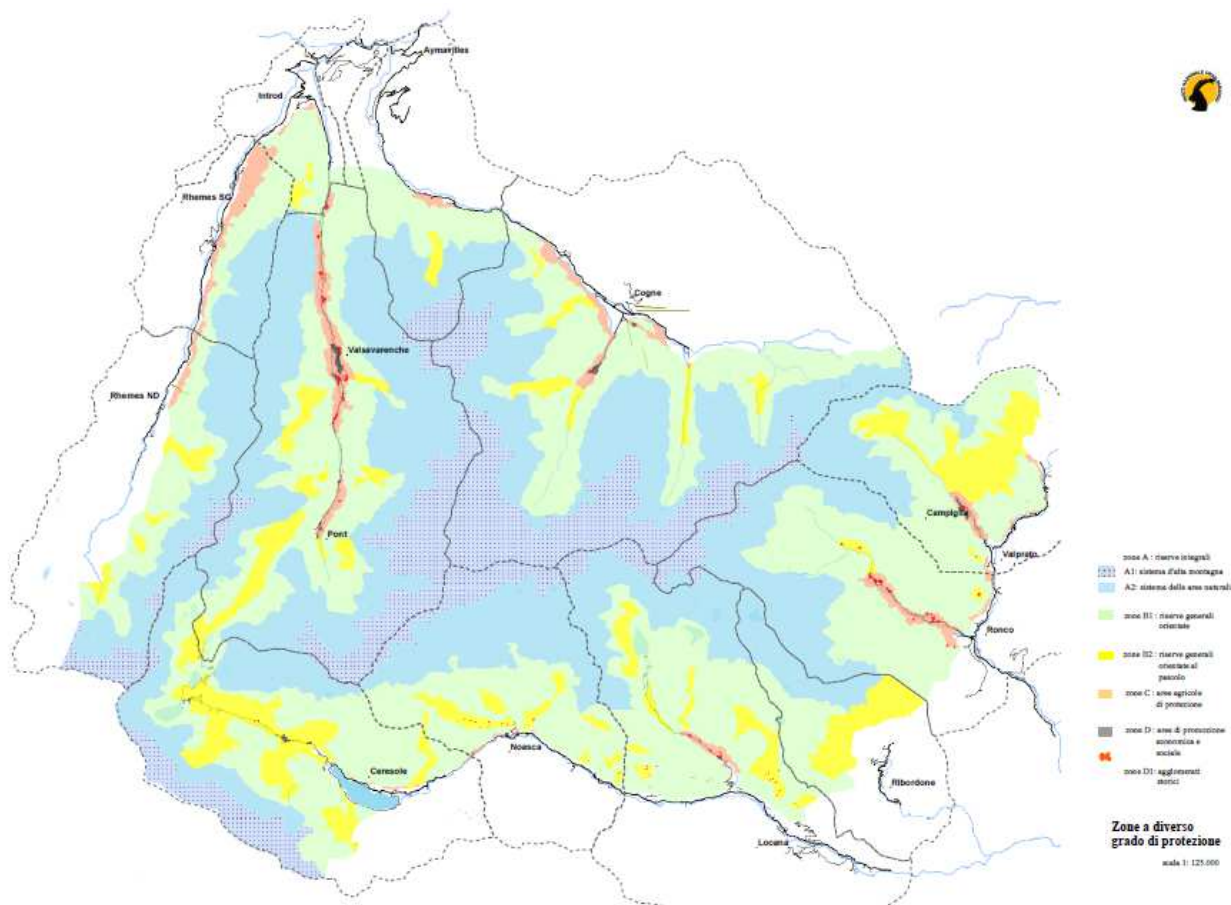 Aymavilles
Introd
Rhemes SG
Cogne
Valsavarenche
Rhemes ND
Campiglia
Pont
Valprato
Ronco
Noasca
Ceresole
Ribordone
Locana
zone A : riserve integrali
A1: sistema d'alta montagna
A2: sistema delle aree naturali
zone B1 : riserve generali
orientate
zone B2 : riserve generali
orientate al
pascolo
zone C : aree agricole
di protezione
zone D : aree di promozione
economica e
sociale
zone D1: agglomerati
storici
Zone a diverso
grado di protezione
scala 1: 125.000